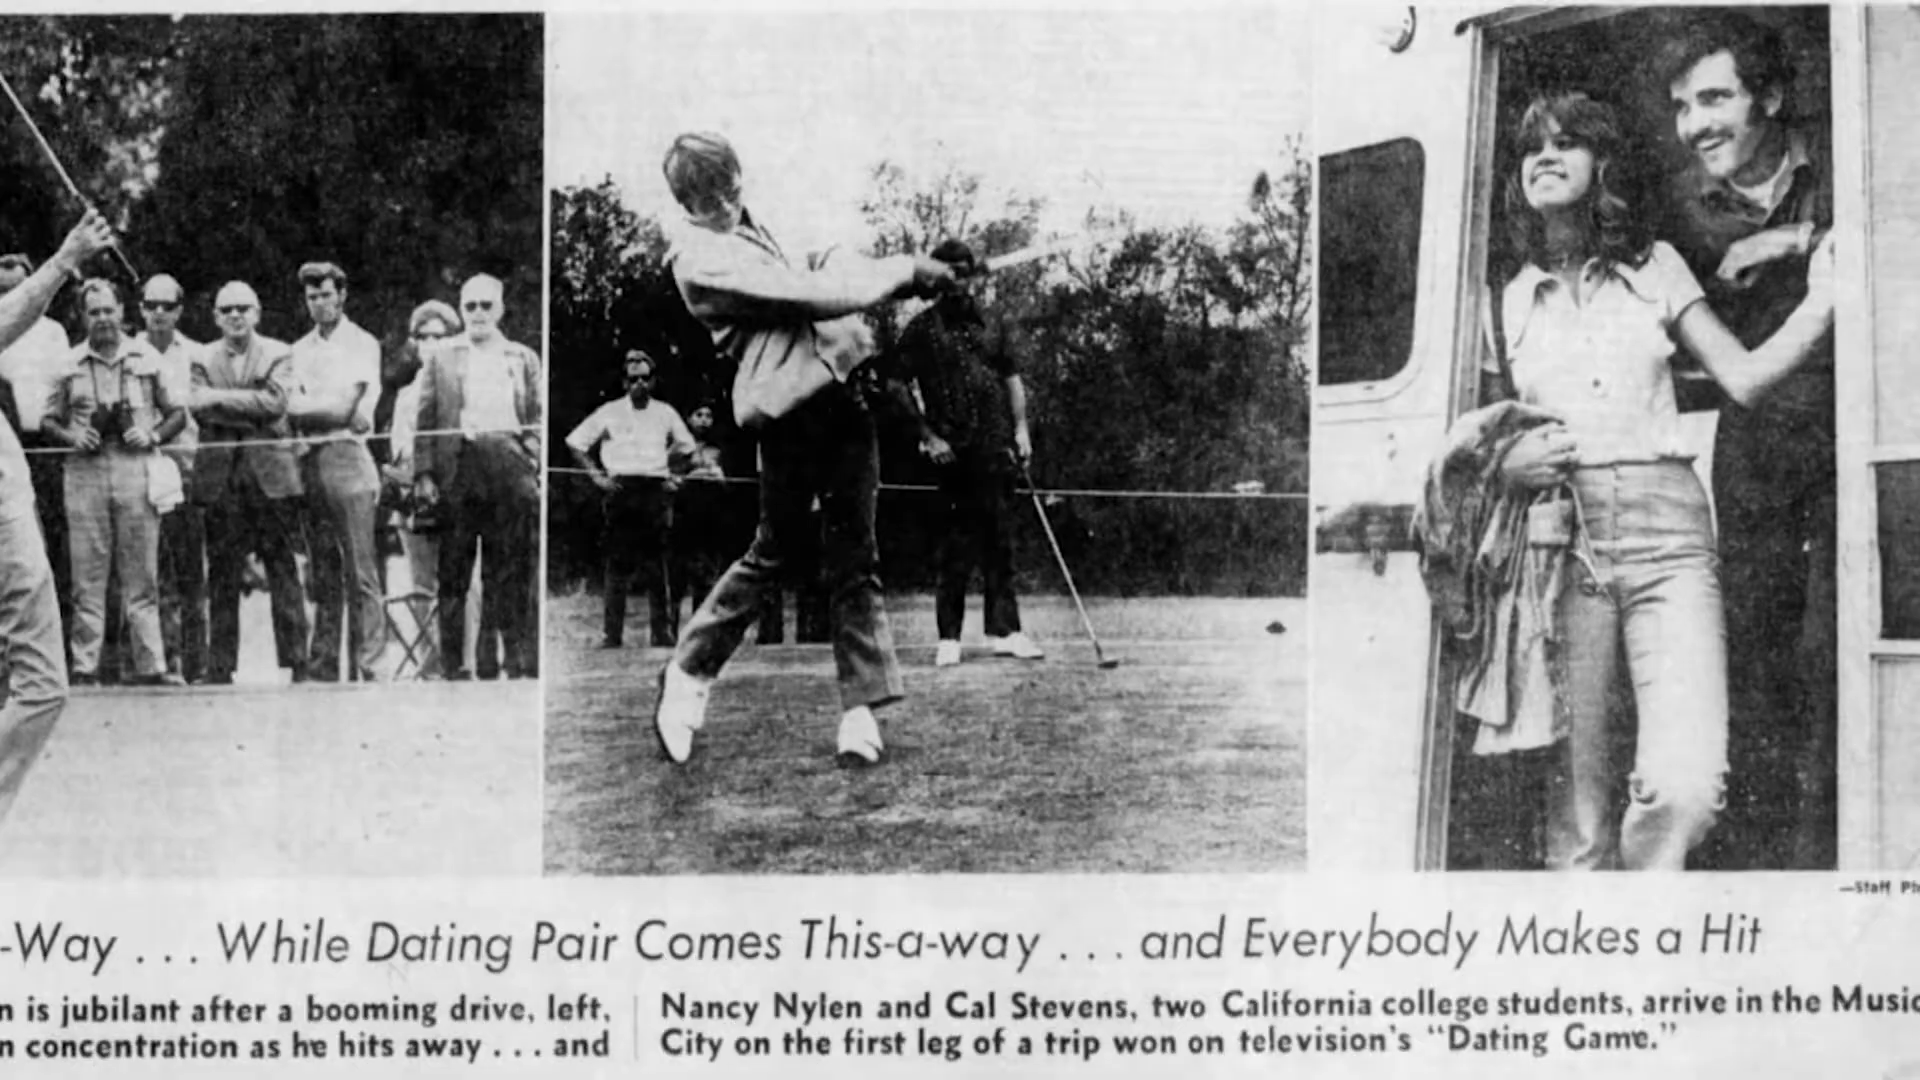 —Staff
-Way . . . While Dating Pair Comes This-a-way . . . and Everybody Makes a Hit
n is jubilant after a booming drive, left,
n concentration as he hits away . . . and
Nancy Nylen and Cal Stevens, two California college students, arrive in the Music
City on the first leg of a trip won on television's "Dating Game."